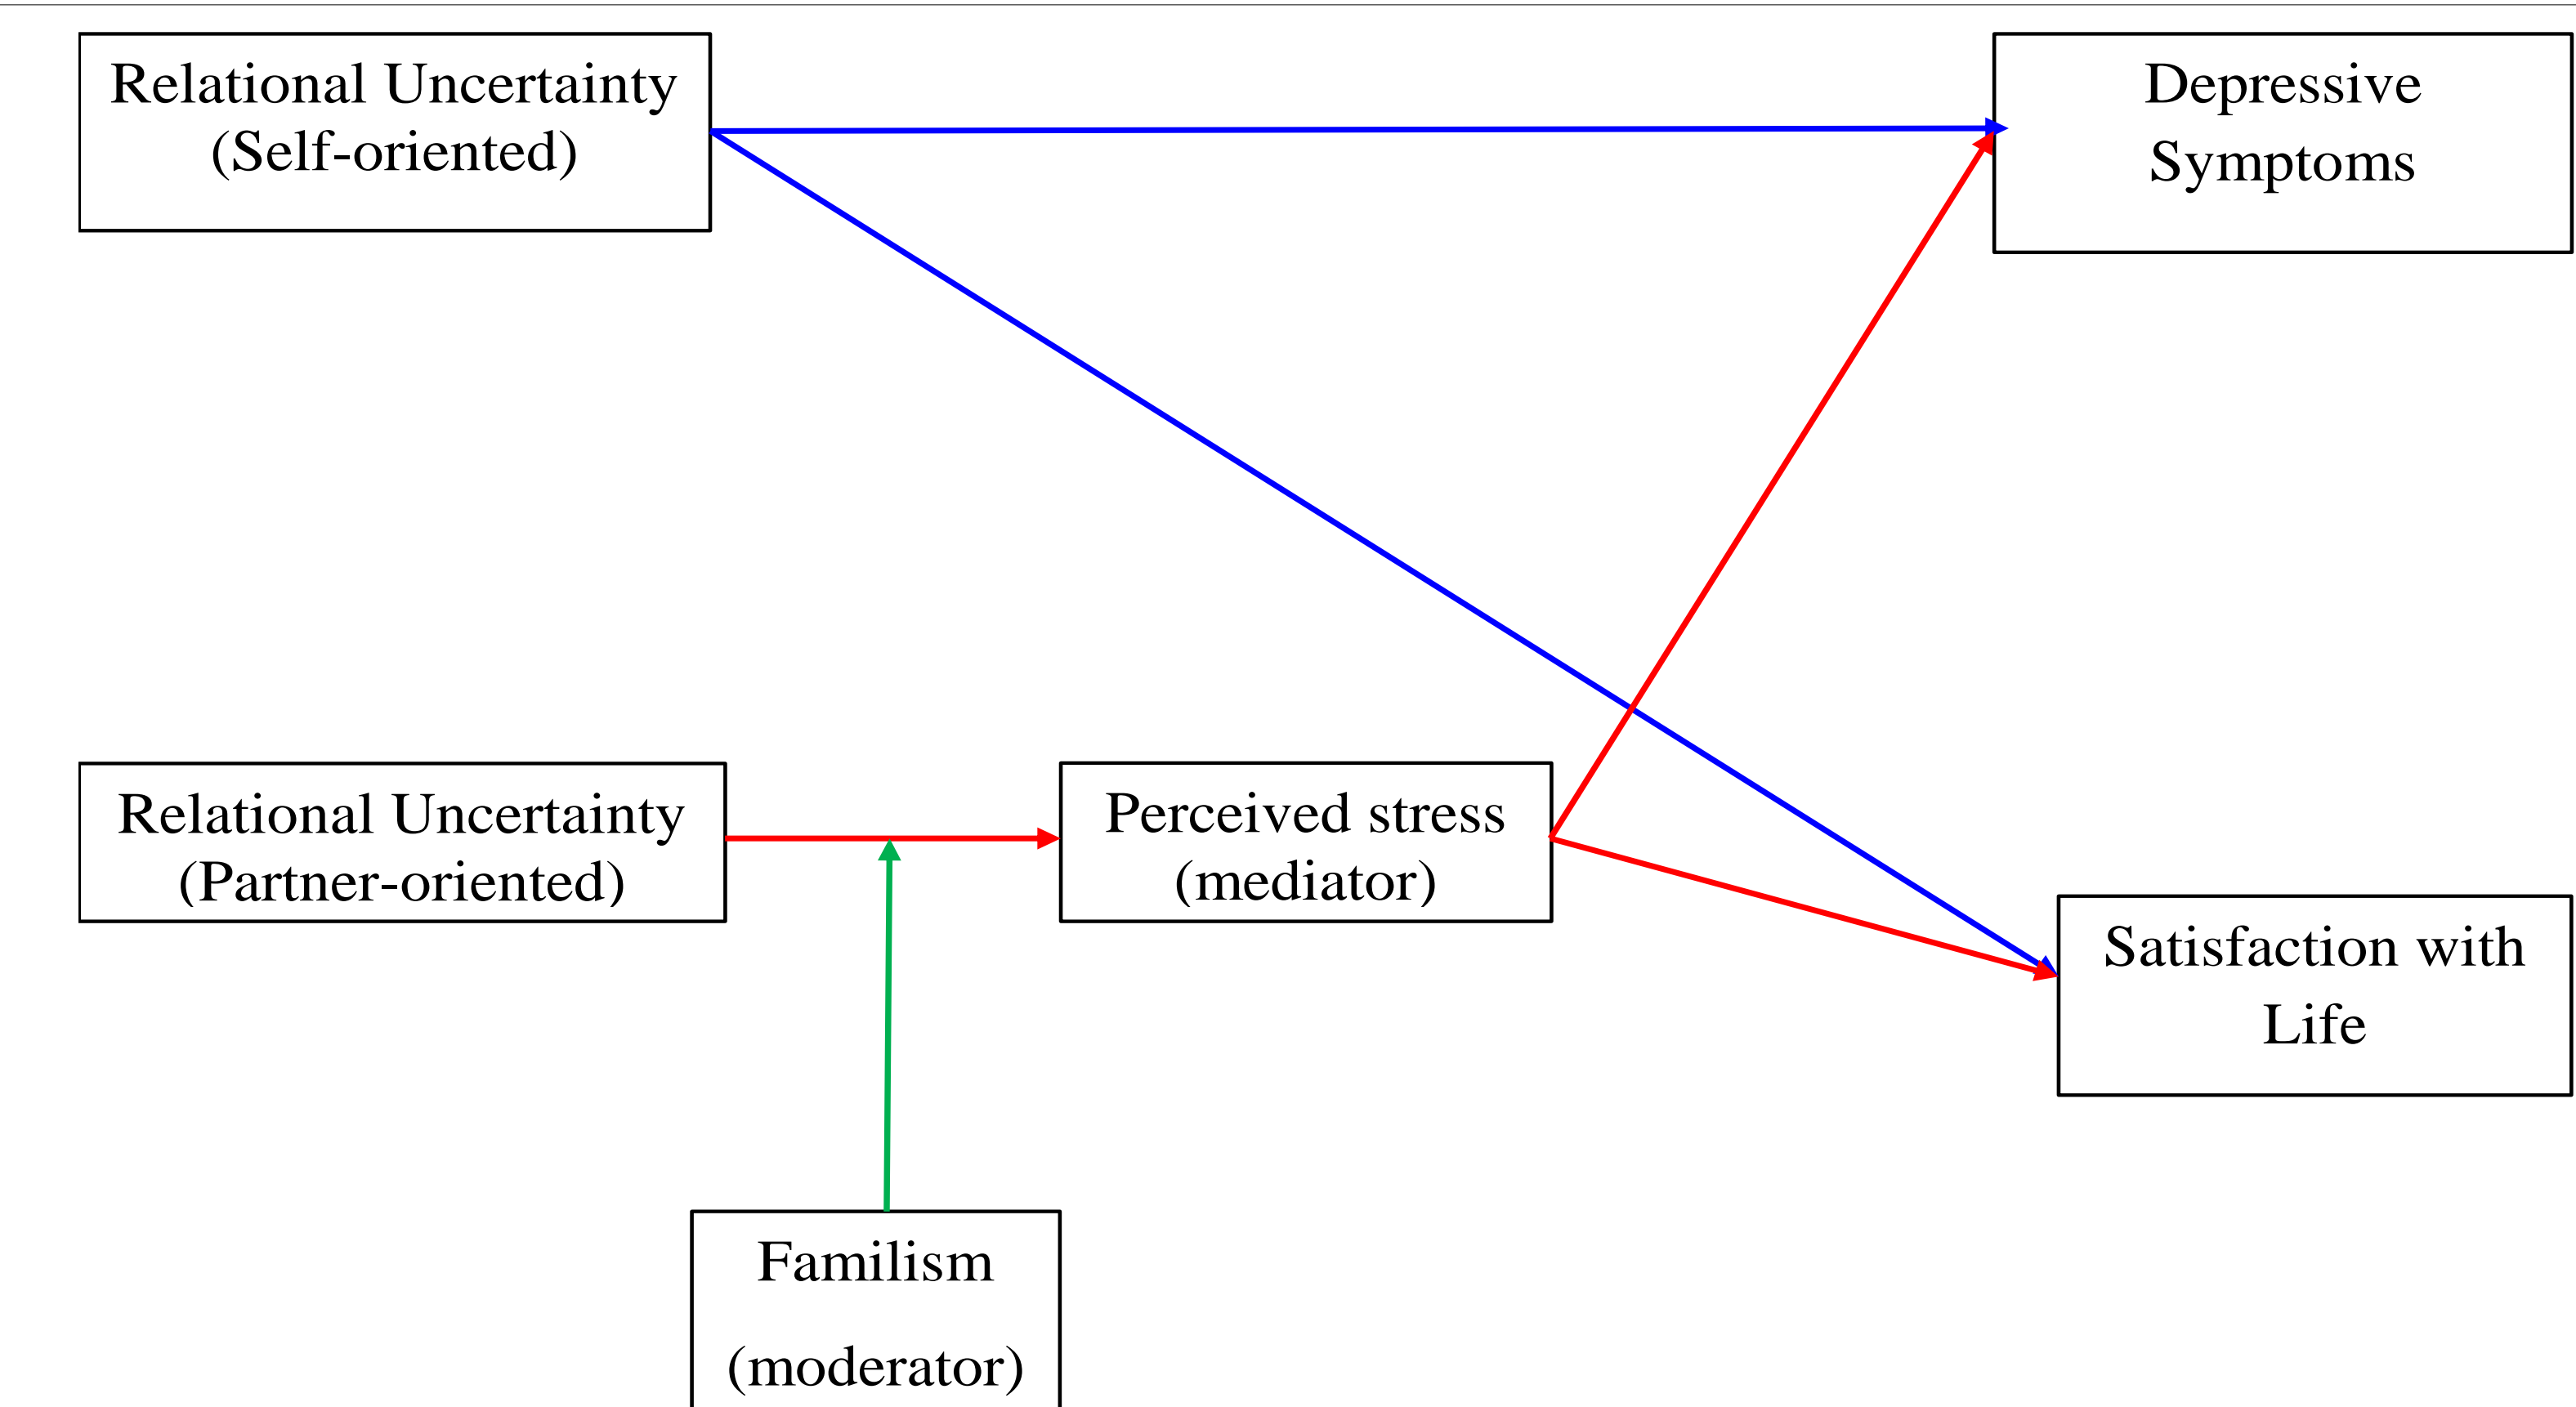 Relational Uncertainty
(Self-oriented)
Depressive
Symptoms
Relational Uncertainty
(Partner-oriented)
Perceived stress
(mediator)
Satisfaction with
Life
Familism
(moderator)